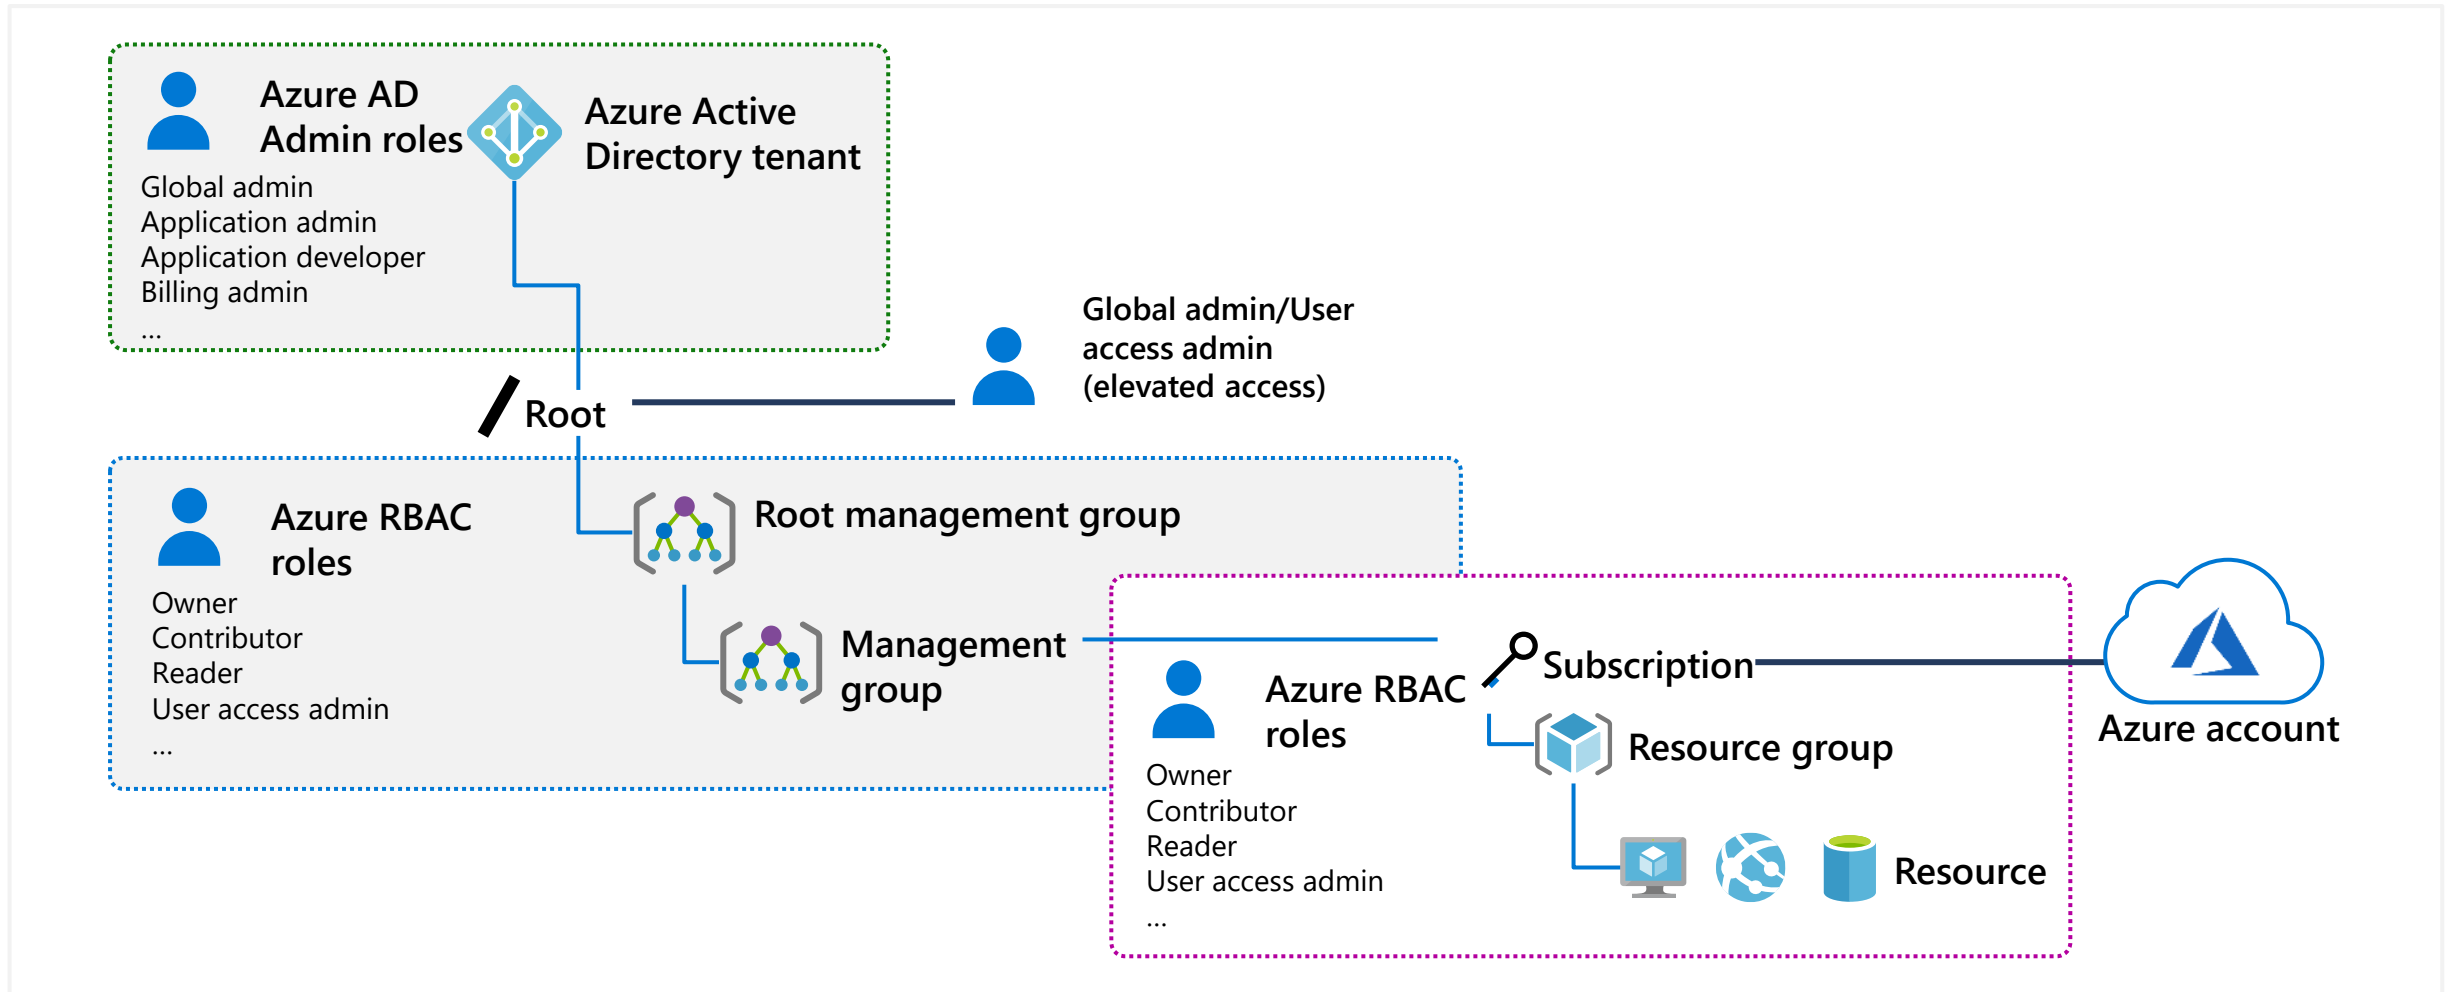 Azure AD
Admin roles
Azure Active
Directory tenant
Global admin
Application admin
Application developer
Billing admin
...
Global admin/User
access admin
(elevated access)
/ Root
Azure RBAC
roles
Owner
Contributor
Reader
User access admin
...
Root management group
Management
group
Azure RBAC
roles
Owner
Contributor
Reader
User access admin
...
Subscription
Resource group
Resource
Azure account